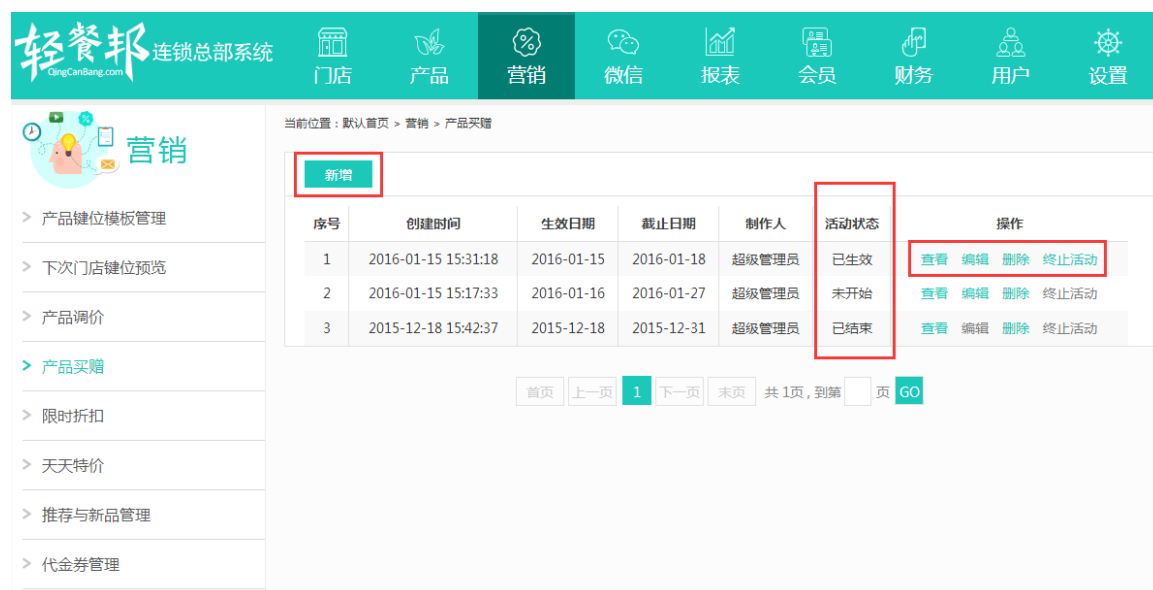 轻餐邦 连锁总部系统
QingCanBang.com
门店 产品 营销 微信 报表 会员 财务 用户 设置
营销
当前位置：默认首页 > 营销 > 产品买赠
新增
序号 创建时间 生效日期 截止日期 制作人 活动状态 操作
1 2016-01-15 15:31:18 2016-01-15 2016-01-18 超级管理员 已生效 查看 编辑 删除 终止活动
2 2016-01-15 15:17:33 2016-01-16 2016-01-27 超级管理员 未开始 查看 编辑 删除 终止活动
3 2015-12-18 15:42:37 2015-12-18 2015-12-31 超级管理员 已结束 查看 编辑 删除 终止活动
首页 上一页 1 下一页 末页 共 1页 , 到第 页 GO
> 产品键位模板管理
> 下次门店键位预览
> 产品调价
> 产品买赠
> 限时折扣
> 天天特价
> 推荐与新品管理
> 代金券管理